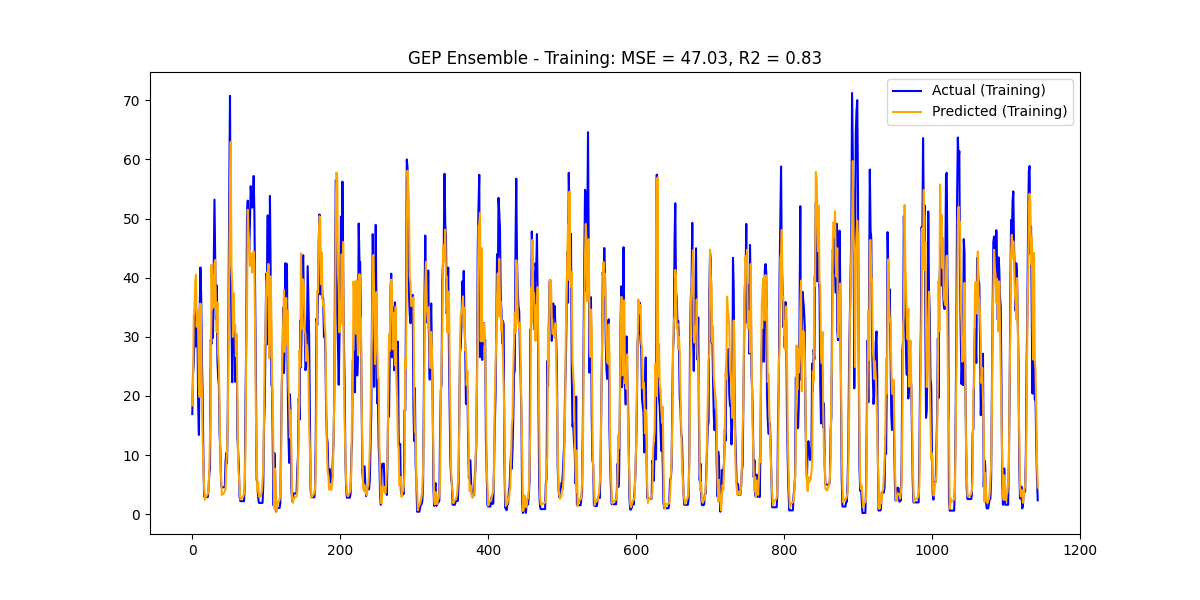 GEP Ensemble - Training: MSE = 47.03, R2 = 0.83
Actual (Training)
Predicted (Training)
70
60
50
40
30
20
10
0
0 200 400 600 800 1000 1200